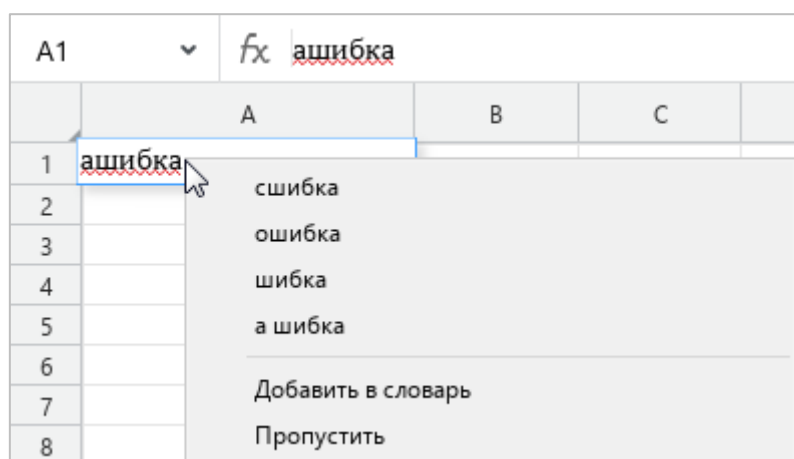 A1 fx ашибка
A B C
1 ашибка
сшибка
2
ошибка
3
шибка
4
а шибка
5
6
Добавить в словарь
7
Пропустить
8